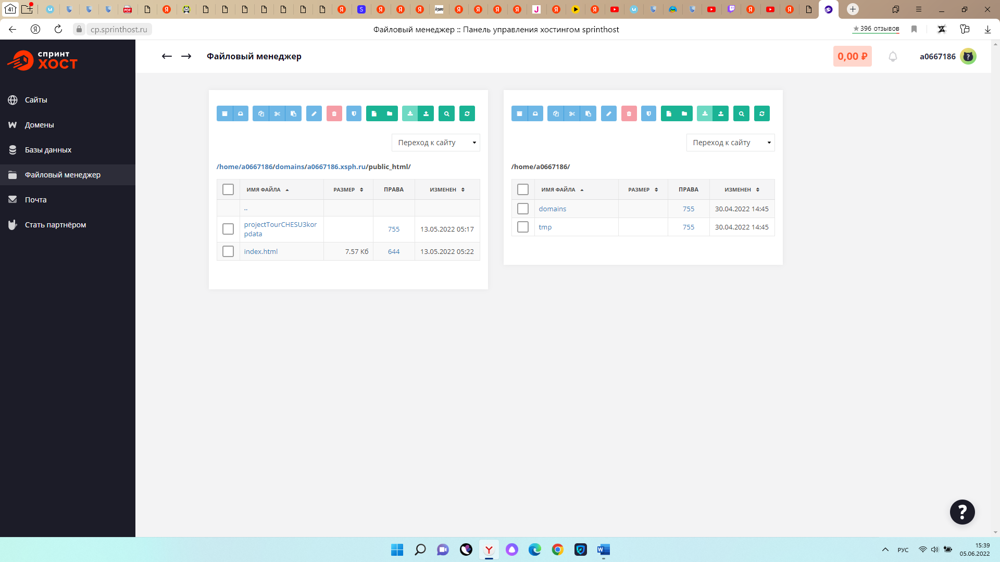 41
cp.sprinthost.ru
Файловый менеджер :: Панель управления хостингом sprinthost
★396 отзывов
спринт
ХОСТ
Файловый менеджер
0,00 ₽
a0667186
Сайты
Домены
Базы данных
Файловый менеджер
Почта
Стать партнёром
Переход к сайту
/home/a0667186/domains/a0667186.xsph.ru/public_html/
ИМЯ ФАЙЛА РАЗМЕР ПРАВА ИЗМЕНЕН
..
projectTourCHESU3kor
pdata 755 13.05.2022 05:17
index.html 7.57 Кб 644 13.05.2022 05:22
Переход к сайту
/home/a0667186/
ИМЯ ФАЙЛА РАЗМЕР ПРАВА ИЗМЕНЕН
domains 755 30.04.2022 14:45
tmp 755 30.04.2022 14:45
?
РУС
15:39
05.06.2022